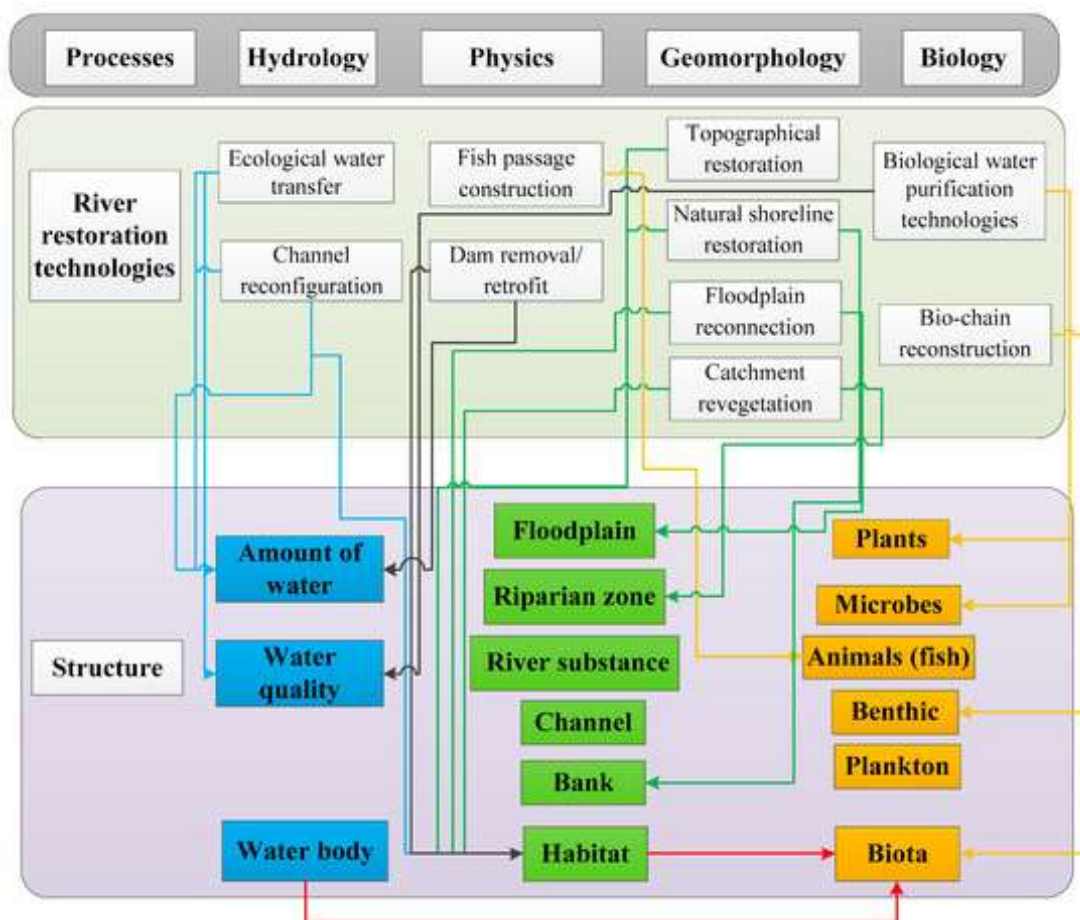 Processes
Hydrology
Physics
Geomorphology
Biology
River
restoration
technologies
Ecological water
transfer
Channel
reconfiguration
Fish passage
construction
Dam removal/
retrofit
Topographical
restoration
Natural shoreline
restoration
Floodplain
reconnection
Catchment
revegetation
Biological water
purification
technologies
Bio-chain
reconstruction
Structure
Amount of
water
Water
quality
Water body
Floodplain
Riparian zone
River substance
Channel
Bank
Habitat
Plants
Microbes
Animals (fish)
Benthic
Plankton
Biota